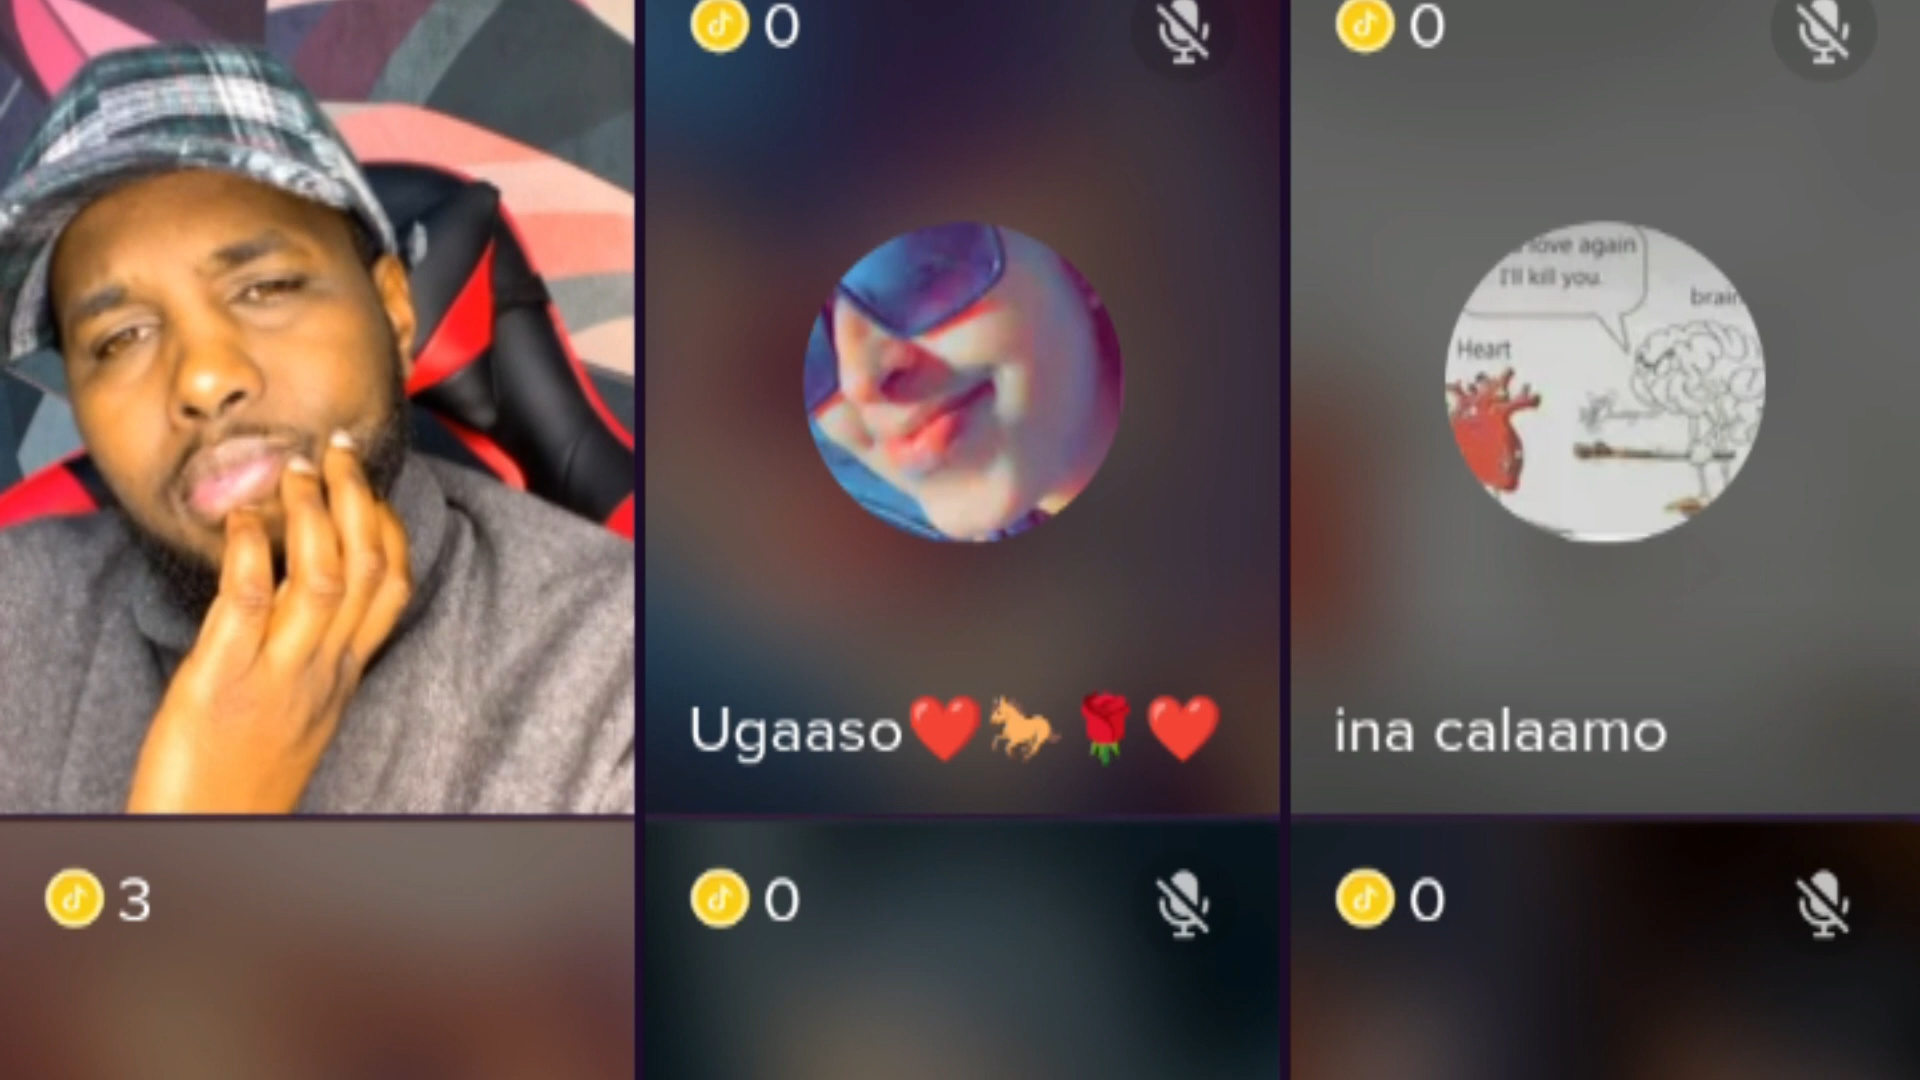 0
0
love again
I'll kill you.
brain
Heart
Ugaaso❤️🐎🌹❤️
ina calaamo
3
0
0